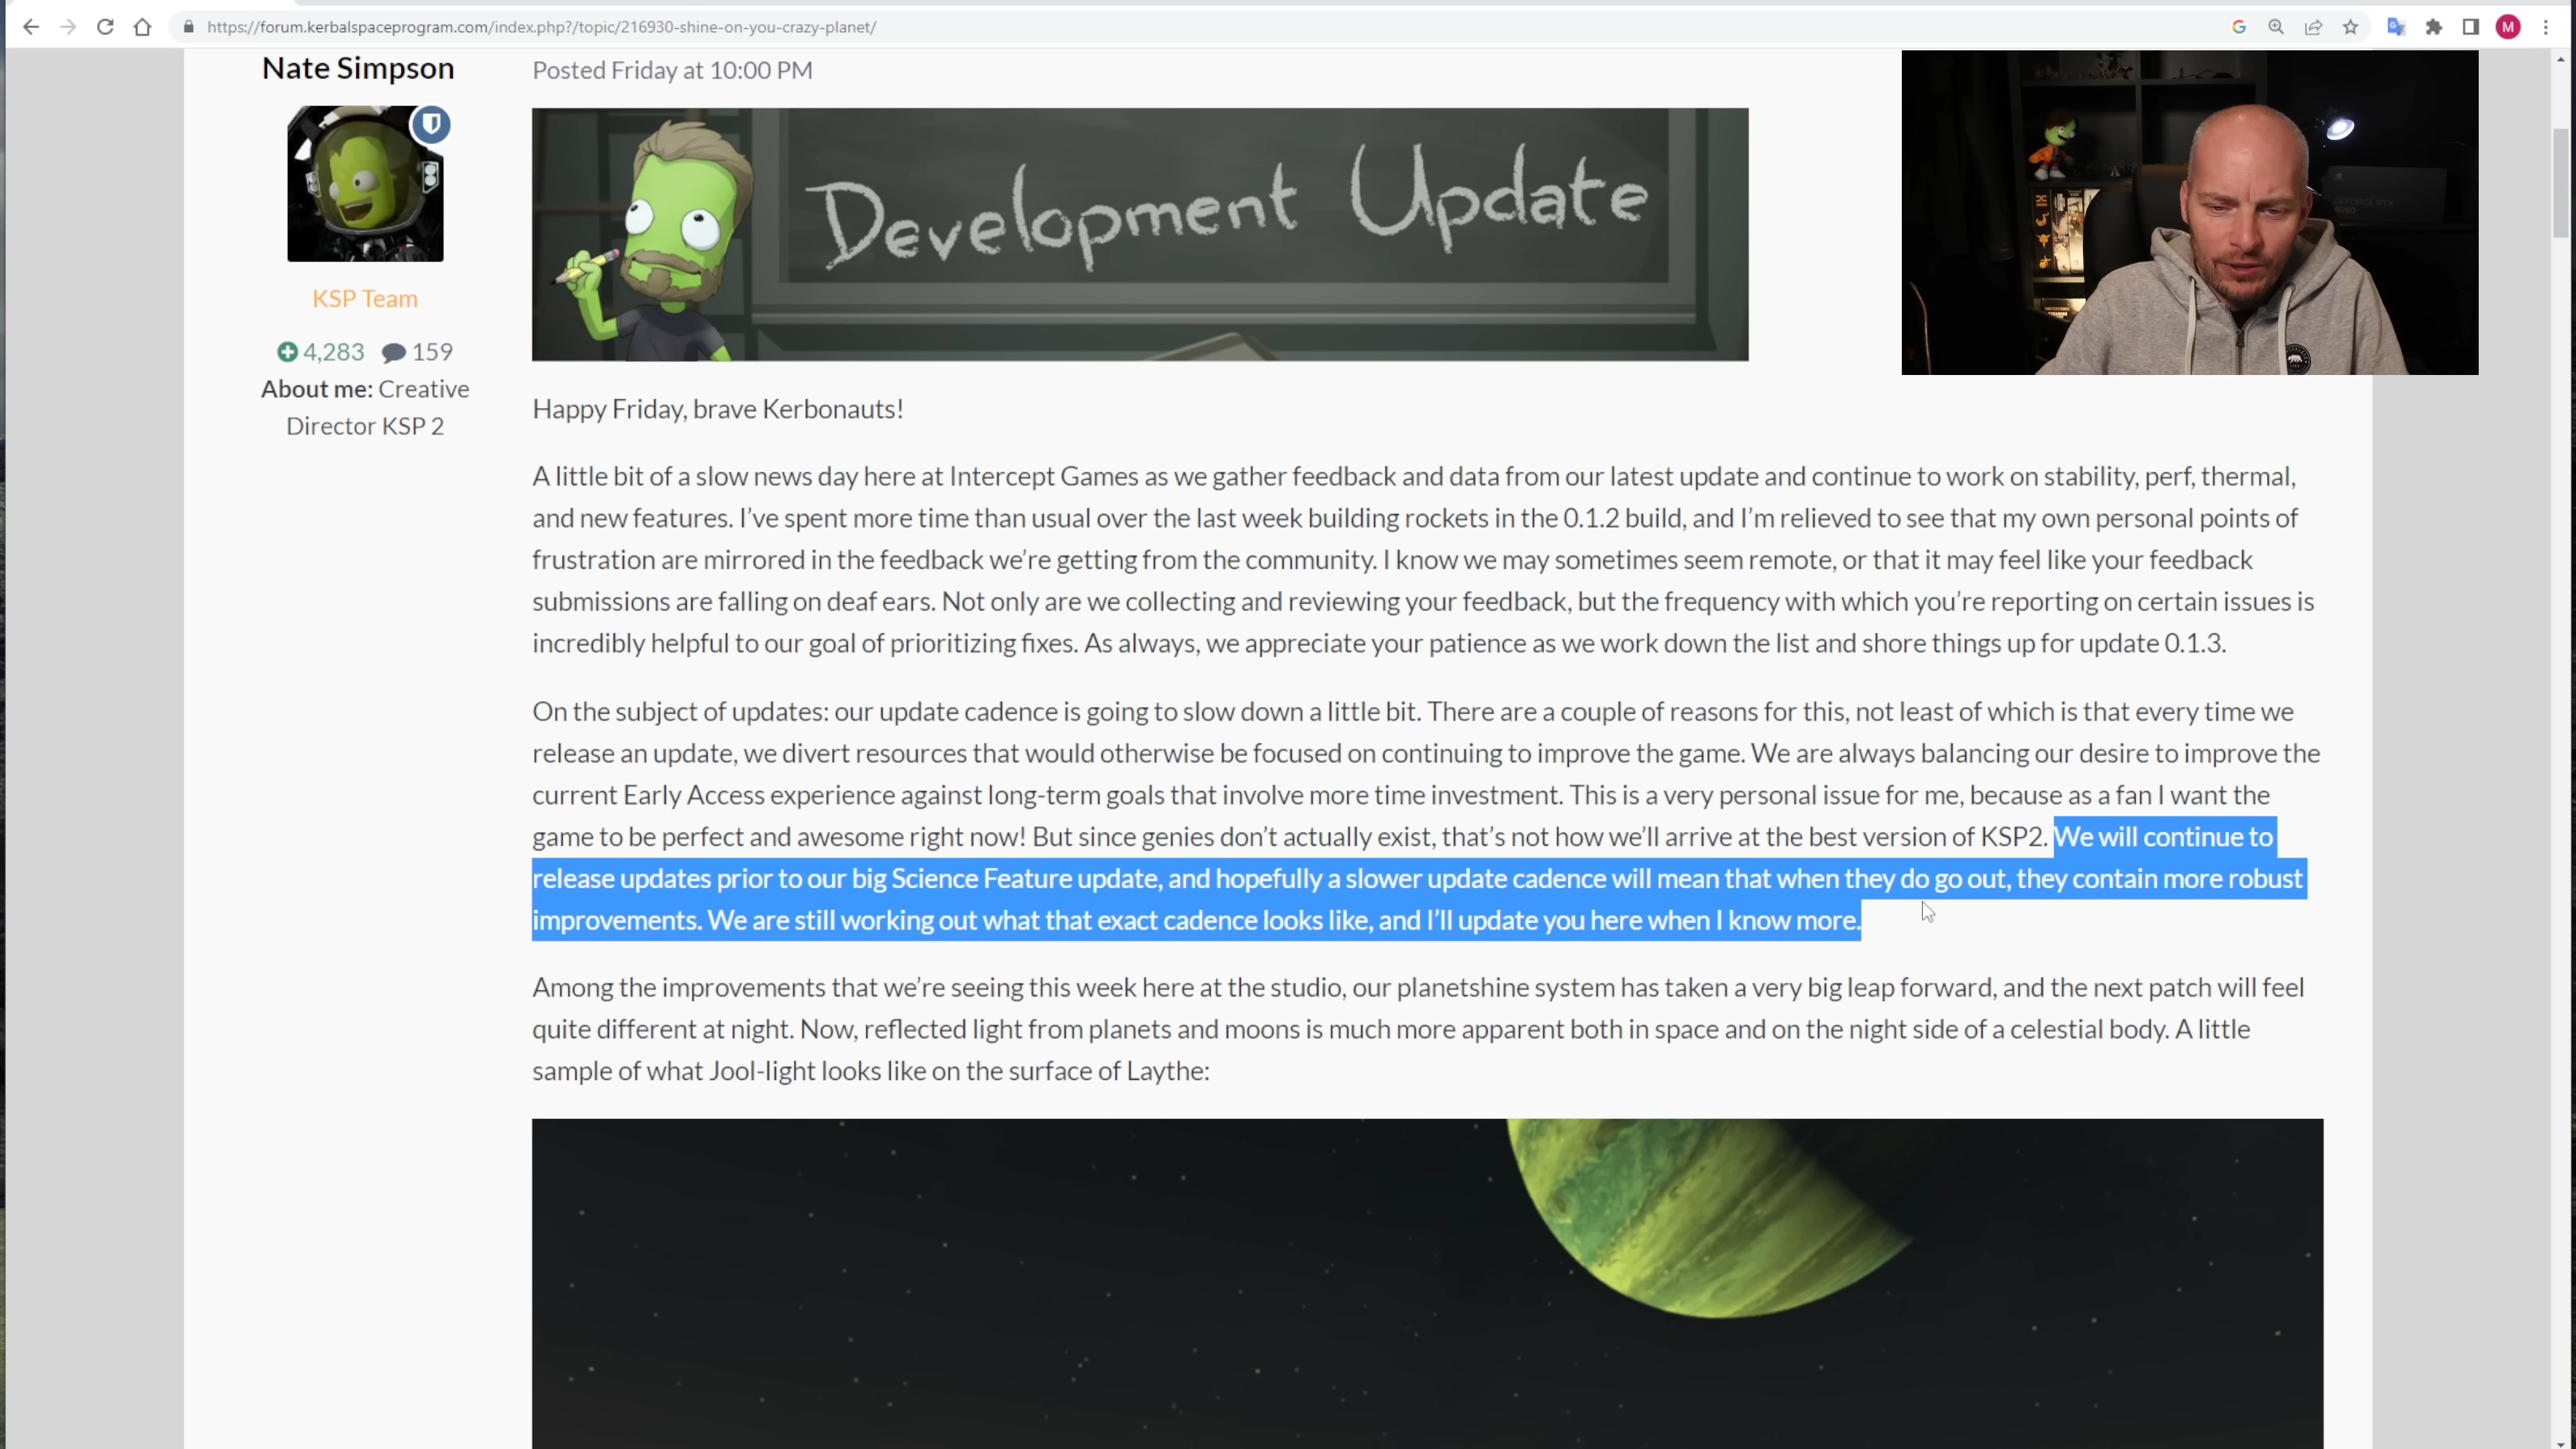 https://forum.kerbalspaceprogram.com/index.php?/topic/216930-shine-on-you-crazy-planet/
M
Nate Simpson
Posted Friday at 10:00 PM
Development Update
KSP Team
4,283 159
About me: Creative
Director KSP 2
GEFORCE RTX
4090
Happy Friday, brave Kerbonauts!
A little bit of a slow news day here at Intercept Games as we gather feedback and data from our latest update and continue to work on stability, perf, thermal,
and new features. I’ve spent more time than usual over the last week building rockets in the 0.1.2 build, and I’m relieved to see that my own personal points of
frustration are mirrored in the feedback we’re getting from the community. I know we may sometimes seem remote, or that it may feel like your feedback
submissions are falling on deaf ears. Not only are we collecting and reviewing your feedback, but the frequency with which you’re reporting on certain issues is
incredibly helpful to our goal of prioritizing fixes. As always, we appreciate your patience as we work down the list and shore things up for update 0.1.3.
On the subject of updates: our update cadence is going to slow down a little bit. There are a couple of reasons for this, not least of which is that every time we
release an update, we divert resources that would otherwise be focused on continuing to improve the game. We are always balancing our desire to improve the
current Early Access experience against long-term goals that involve more time investment. This is a very personal issue for me, because as a fan I want the
game to be perfect and awesome right now! But since genies don’t actually exist, that’s not how we’ll arrive at the best version of KSP2. We will continue to
release updates prior to our big Science Feature update, and hopefully a slower update cadence will mean that when they do go out, they contain more robust
improvements. We are still working out what that exact cadence looks like, and I’ll update you here when I know more.
Among the improvements that we’re seeing this week here at the studio, our planetshine system has taken a very big leap forward, and the next patch will feel
quite different at night. Now, reflected light from planets and moons is much more apparent both in space and on the night side of a celestial body. A little
sample of what Jool-light looks like on the surface of Laythe: